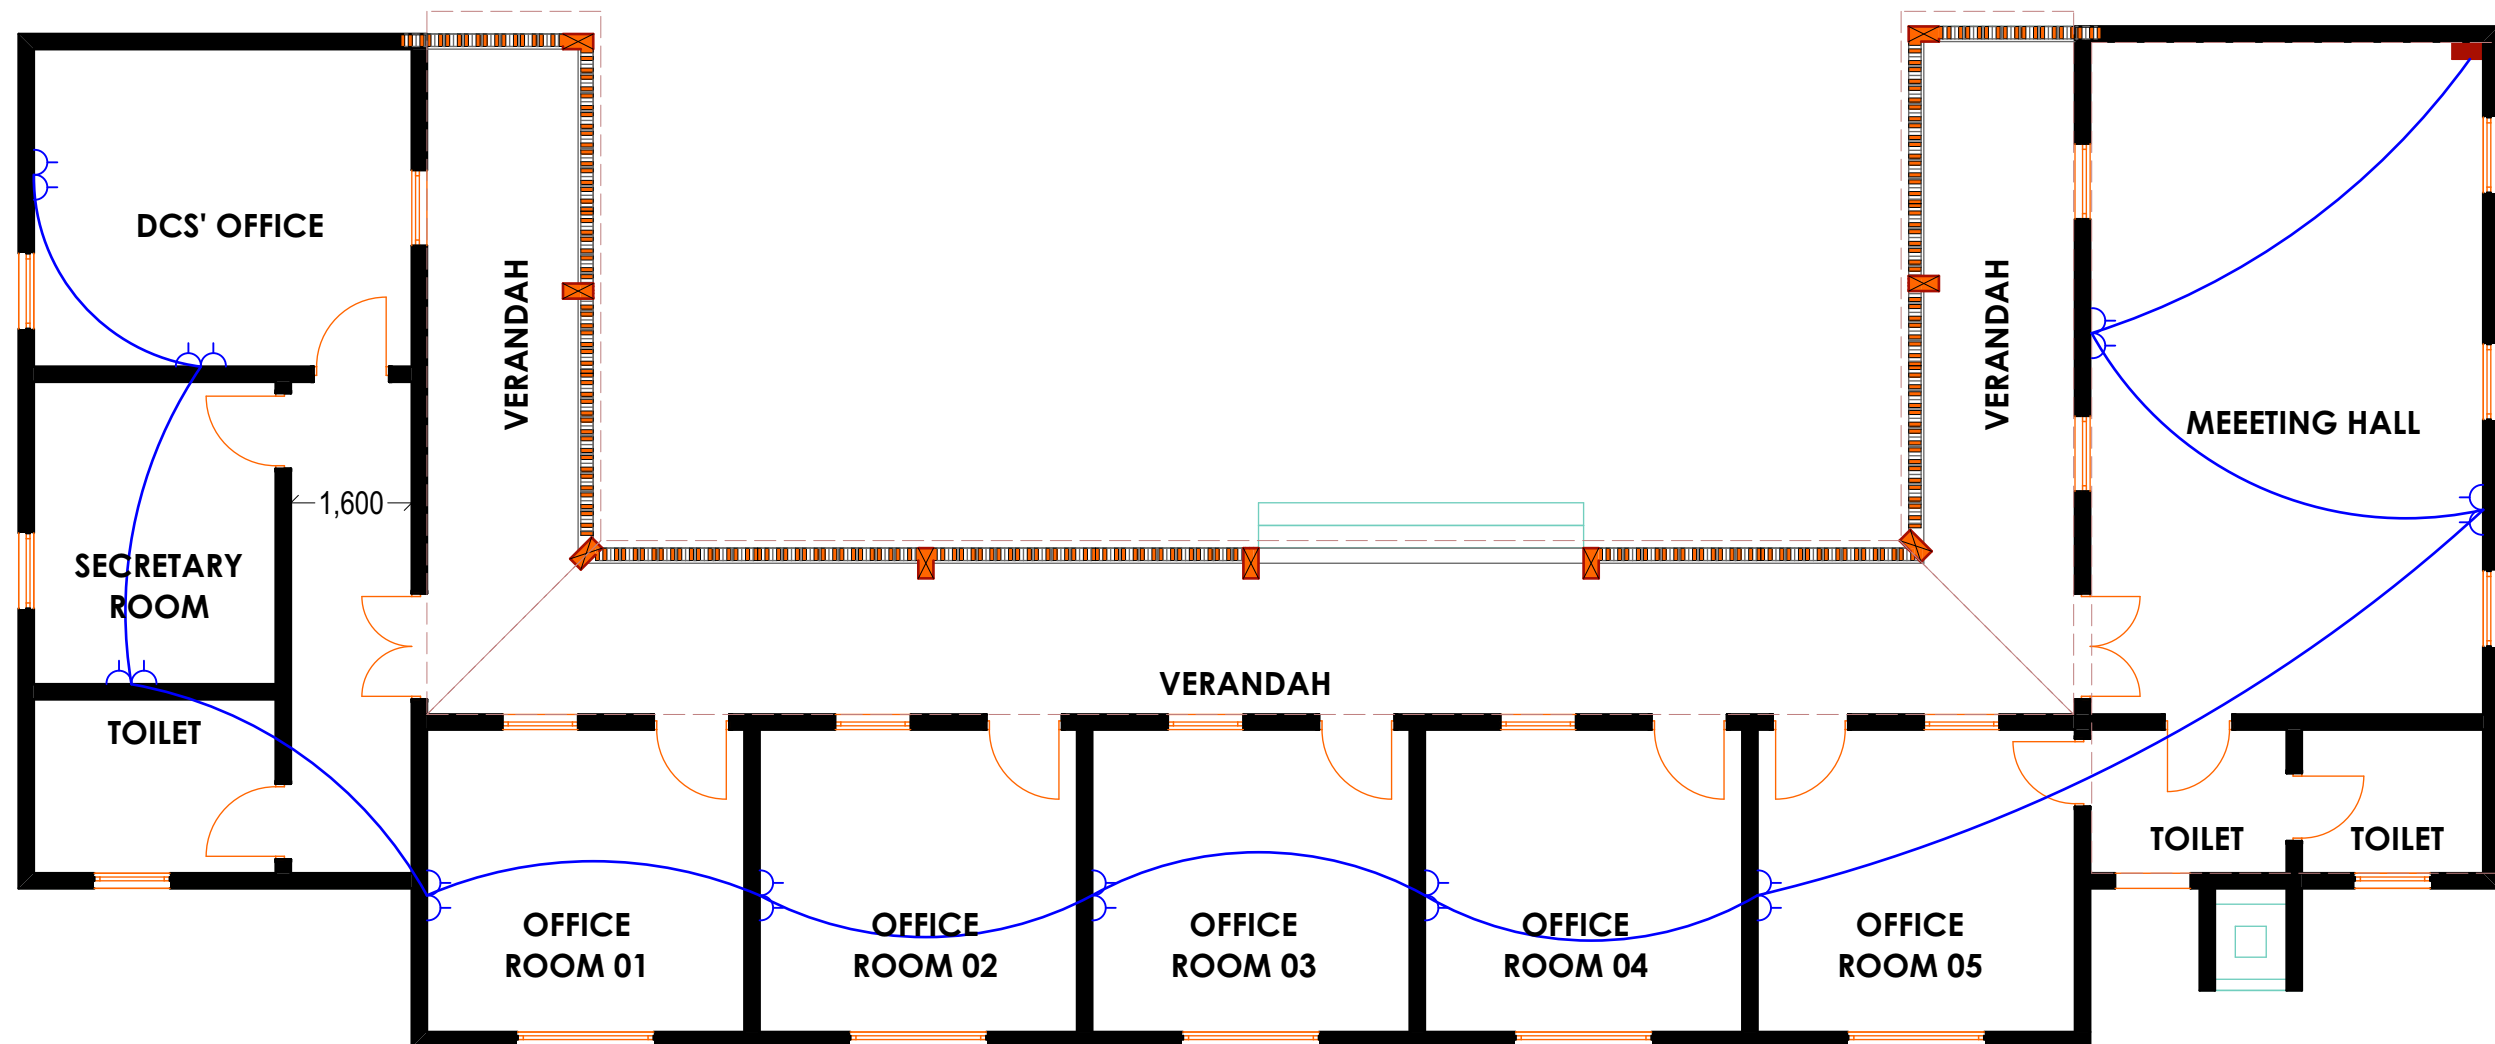 DCS' OFFICE
VERANDAH
VERANDAH
MEEETING HALL
1,600
SECRETARY
ROOM
VERANDAH
TOILET
TOILET
TOILET
OFFICE
ROOM 01
OFFICE
ROOM 02
OFFICE
ROOM 03
OFFICE
ROOM 04
OFFICE
ROOM 05